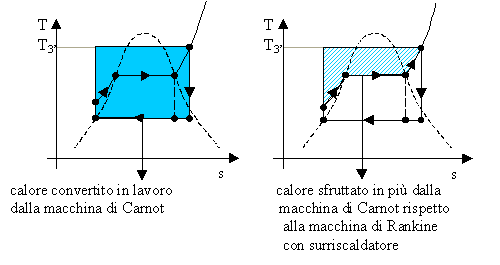 T
T3'
s
calore convertito in lavoro
dalla macchina di Carnot
T
T3'
s
calore sfruttato in più dalla
macchina di Carnot rispetto
alla macchina di Rankine
con surriscaldatore